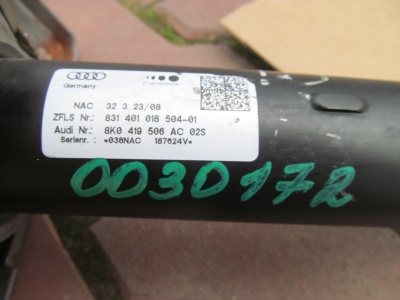 Germany
NAC 32 3 23/08
ZFLS Nr.: 831 401 018 504-01
Audi Nr.: 8K0 419 506 AC 02S
Serienr. : *038NAC 187624V*
0030172